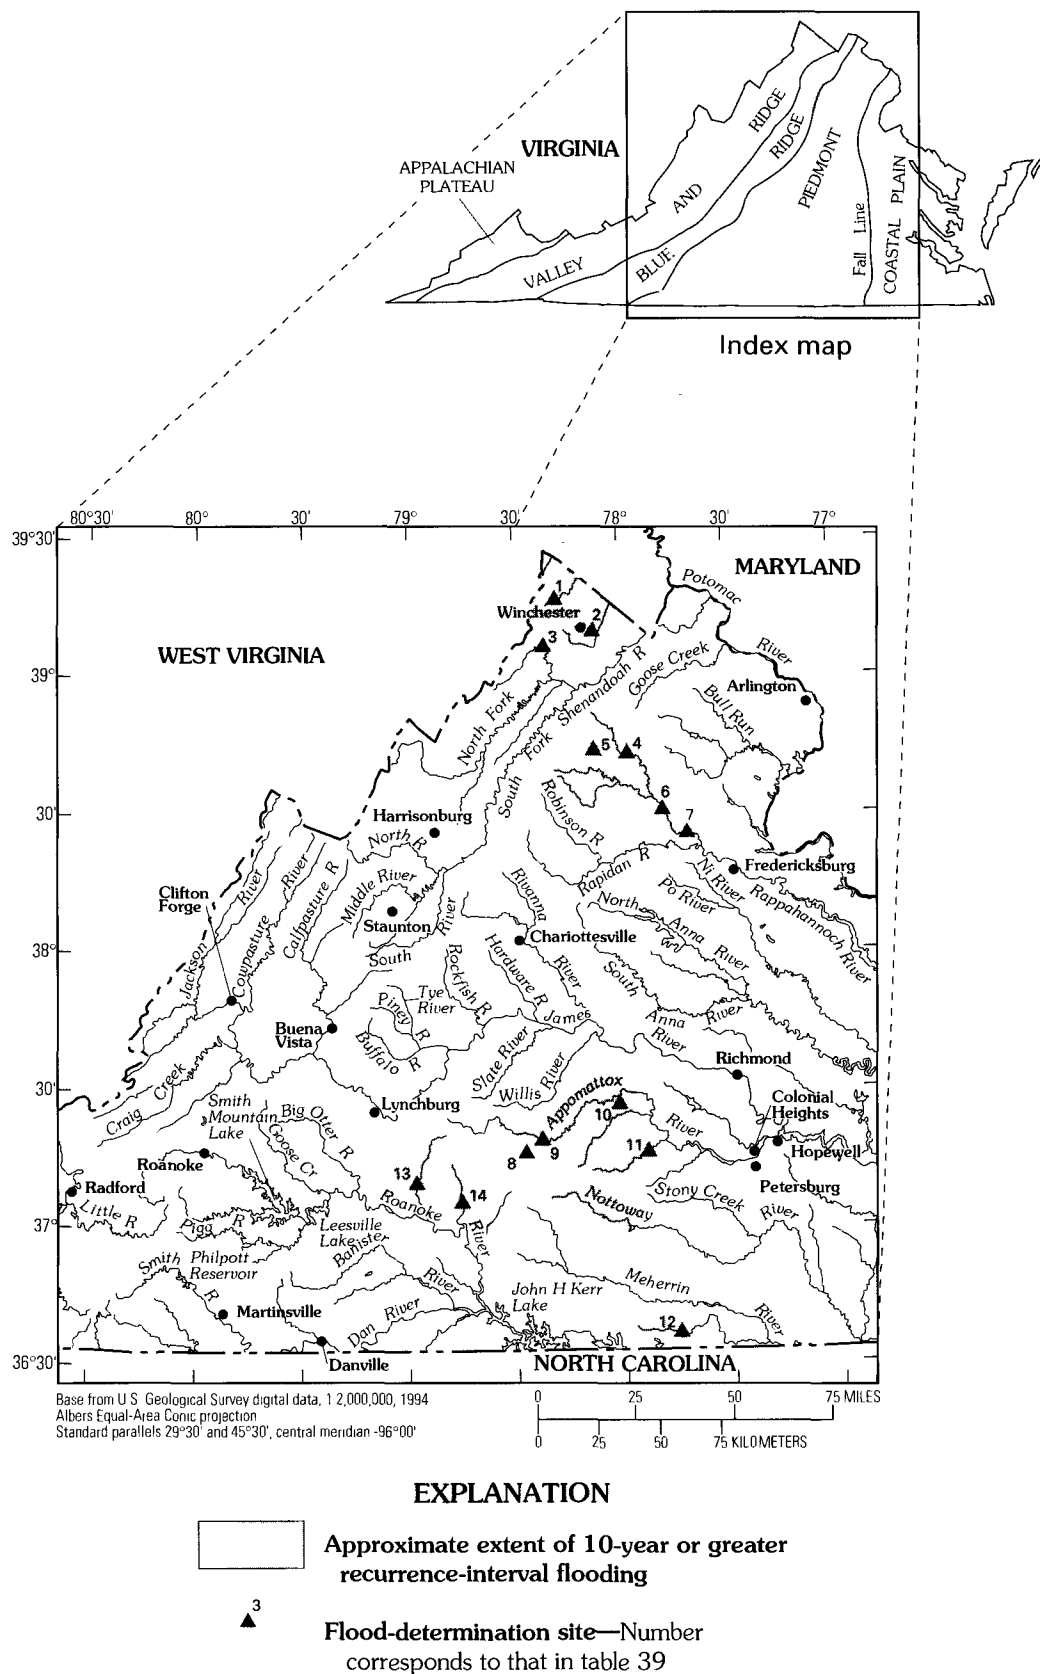 VIRGINIA
APPALACHIAN
PLATEAU
VALLEY
AND
RIDGE
BLUE
RIDGE
PIEDMONT
Fall Line
COASTAL PLAIN
Index map
80°30'
80°
30'
79°
30'
78°
30'
77°
39°30'
39°
30'
38°
30'
37°
36°30'
MARYLAND
WEST VIRGINIA
NORTH CAROLINA
Potomac
River
1
Winchester
2
3
Shenandoah R
Goose Creek
Arlington
Bull Run
North Fork
South Fork
5
4
6
7
Robinson R
Harrisonburg
North R
Rapidan R
Fredericksburg
Ni River
Po River
Rappahannoch River
Clifton
Forge
Jackson River
Cowpasture River
Calfpasture R
Middle River
Staunton
South River
Rivanna River
Chariottesville
North Anna River
South Anna River
Rockfish R
Hardware R
Tye
River
Piney R
Buffalo R
James River
Buena
Vista
Slate River
Willis River
Richmond
Craig Creek
Lynchburg
Appomattox River
10
Colonial
Heights
Smith
Mountain
Lake
Big Otter R
Goose Cr
Roanoke
8
9
11
Hopewell
Petersburg
Radford
Little R
Pigg R
13
14
Roanoke River
Stony Creek
Nottoway River
Leesville
Lake
Banister River
Smith R
Philpott
Reservoir
Martinsville
Dan River
Danville
John H Kerr
Lake
Meherrin River
12
Base from U S Geological Survey digital data, 1 2,000,000, 1994
Albers Equal-Area Conic projection
Standard parallels 29°30' and 45°30', central meridian -96°00'
0 25 50 75 MILES
0 25 50 75 KILOMETERS
EXPLANATION
Approximate extent of 10-year or greater
recurrence-interval flooding
3
Flood-determination site—Number
corresponds to that in table 39